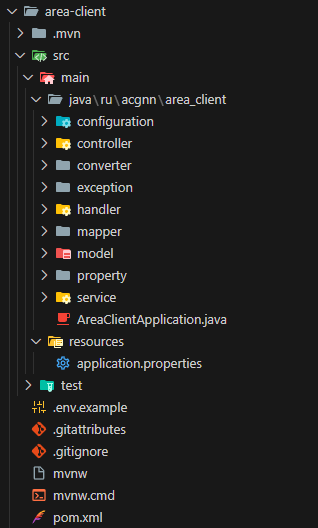 area-client
.mvn
src
main
java\ru\acgnn\area_client
configuration
controller
converter
exception
handler
mapper
model
property
service
AreaClientApplication.java
resources
application.properties
test
.env.example
.gitattributes
.gitignore
mvnw
mvnw.cmd
pom.xml